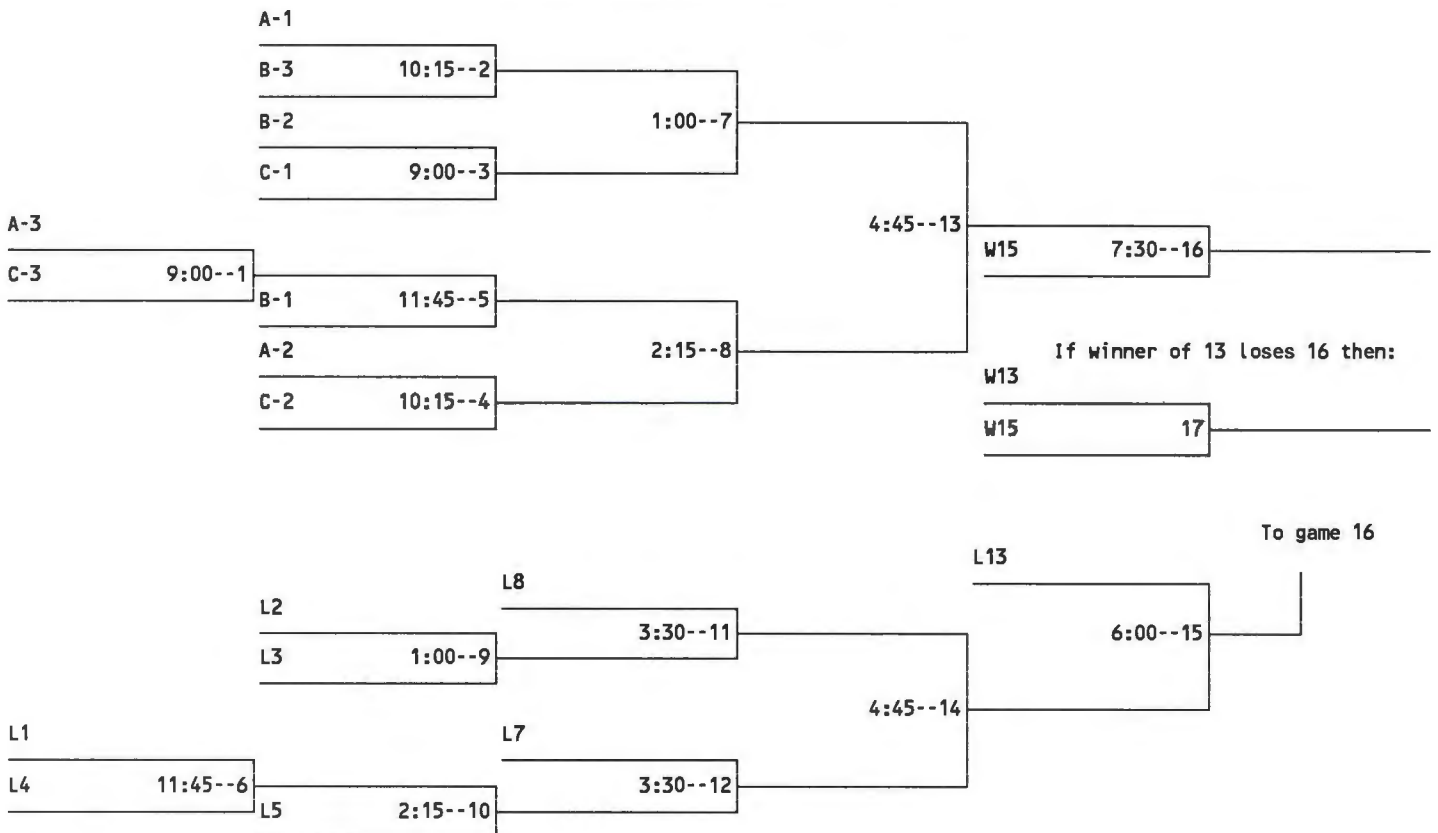 A-1
B-3 10:15--2
B-2 1:00--7
C-1 9:00--3
A-3 4:45--13
C-3 9:00--1 W15 7:30--16
B-1 11:45--5
A-2 2:15--8 If winner of 13 loses 16 then:
W13
C-2 10:15--4
W15 17
To game 16
L13
L8
L2
3:30--11 6:00--15
L3 1:00--9
4:45--14
L1 L7
L4 11:45--6 3:30--12
L5 2:15--10